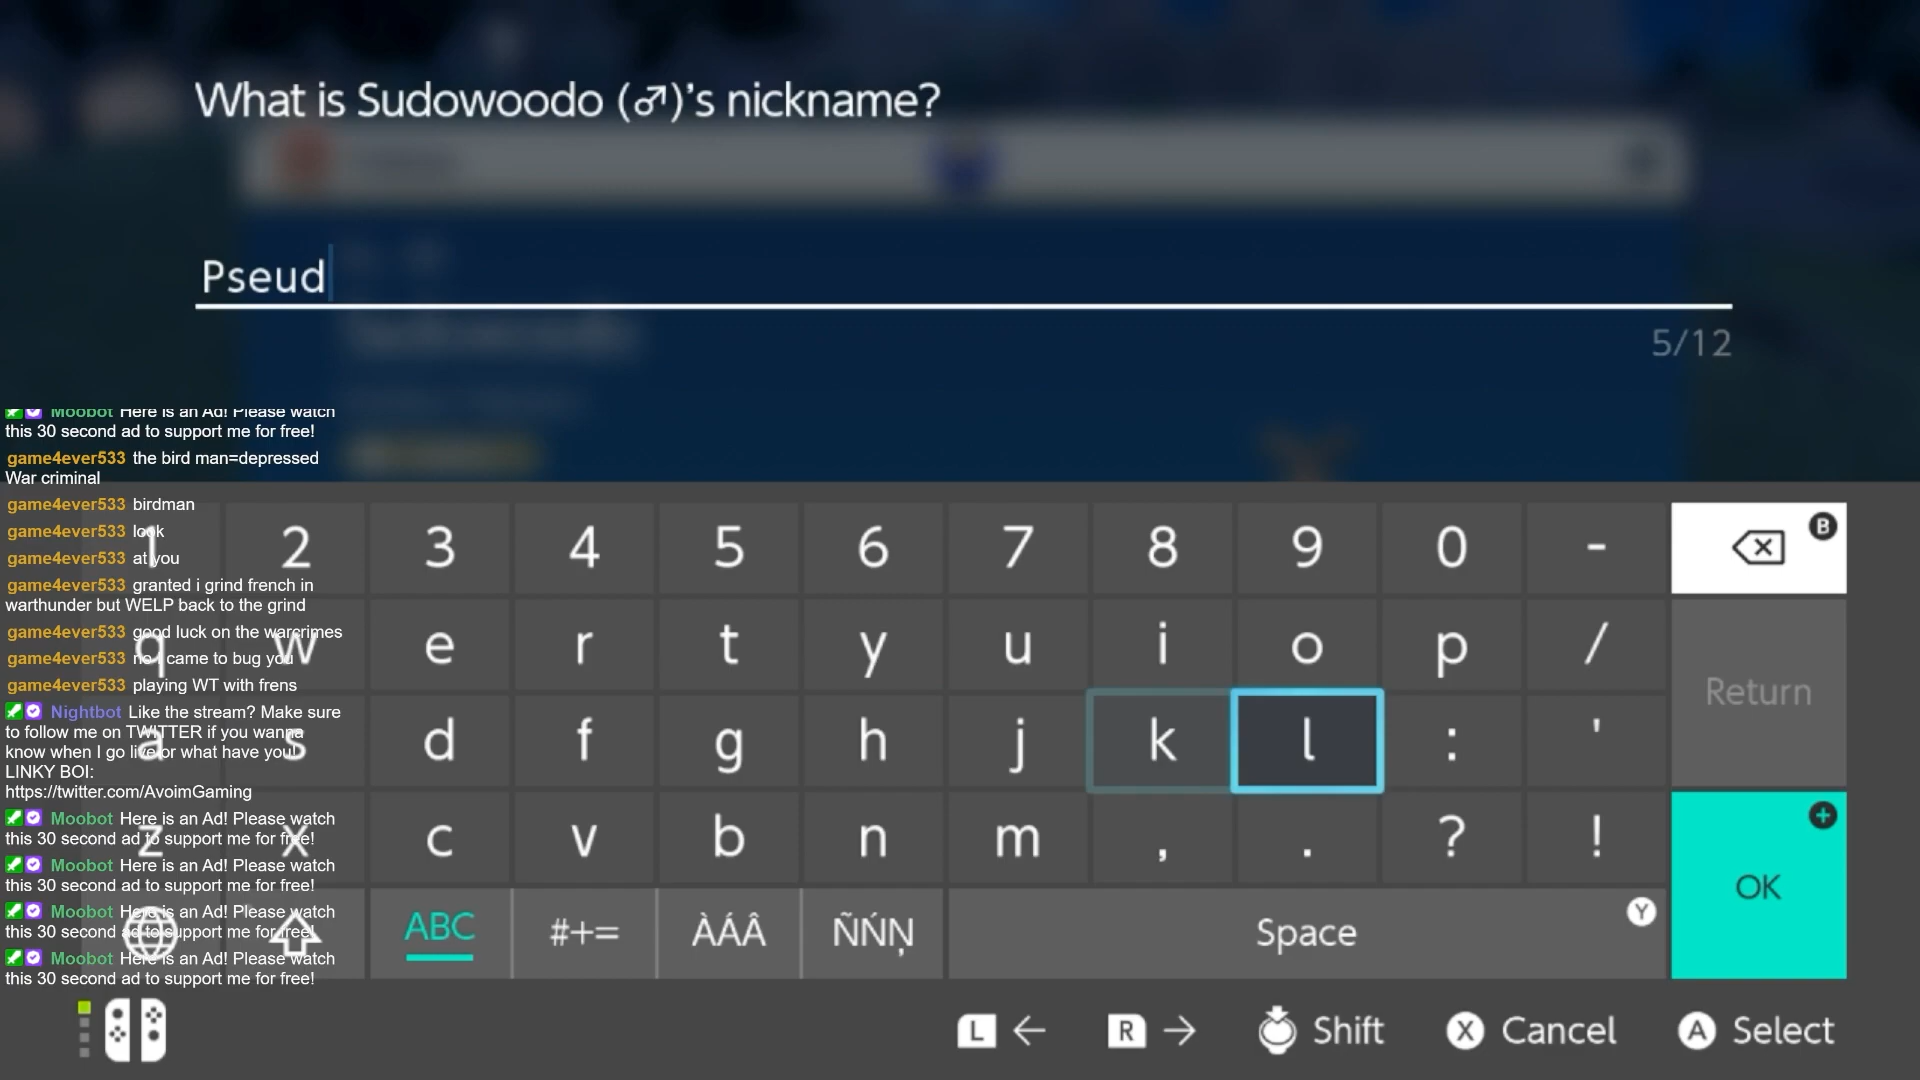 What is Sudowoodo (♂)'s nickname?
Pseud
5/12
Moobot Here is an Ad! Please watch
this 30 second ad to support me for free!
game4ever533 the bird man=depressed
War criminal
game4ever533 birdman
game4ever533 look
game4ever533 at you
game4ever533 granted i grind french in
warthunder but WELP back to the grind
game4ever533 good luck on the warcrimes
game4ever533 no i came to bug you
game4ever533 playing WT with frens
Nightbot Like the stream? Make sure
to follow me on TWITTER if you wanna
know when I go live or what have you!
LINKY BOI:
https://twitter.com/AvoimGaming
Moobot Here is an Ad! Please watch
this 30 second ad to support me for free!
Moobot Here is an Ad! Please watch
this 30 second ad to support me for free!
Moobot Here is an Ad! Please watch
this 30 second ad to support me for free!
Moobot Here is an Ad! Please watch
this 30 second ad to support me for free!
1 2 3 4 5 6 7 8 9 0 - B
q w e r t y u i o p / Return
a s d f g h j k l : '
z x c v b n m , . ? ! + OK
ABC #+= ÀÁÂ ÑŃŅ Space Y
L ← R → Shift X Cancel A Select